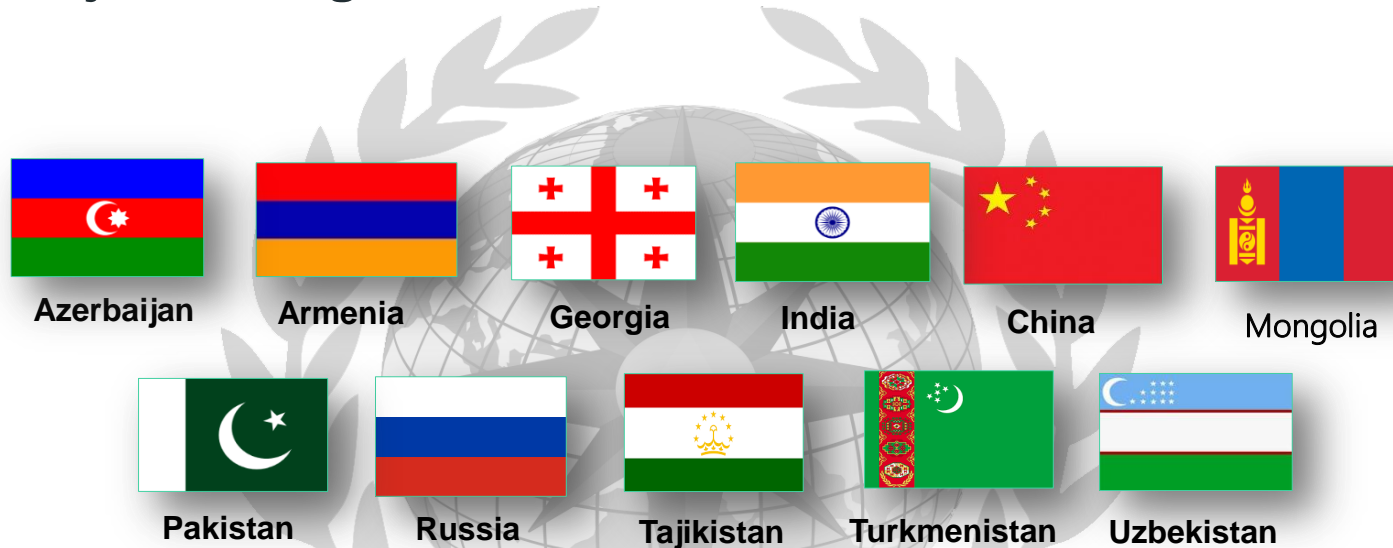 Azerbaijan
Armenia
Georgia
India
China
Mongolia
Pakistan
Russia
Tajikistan
Turkmenistan
Uzbekistan